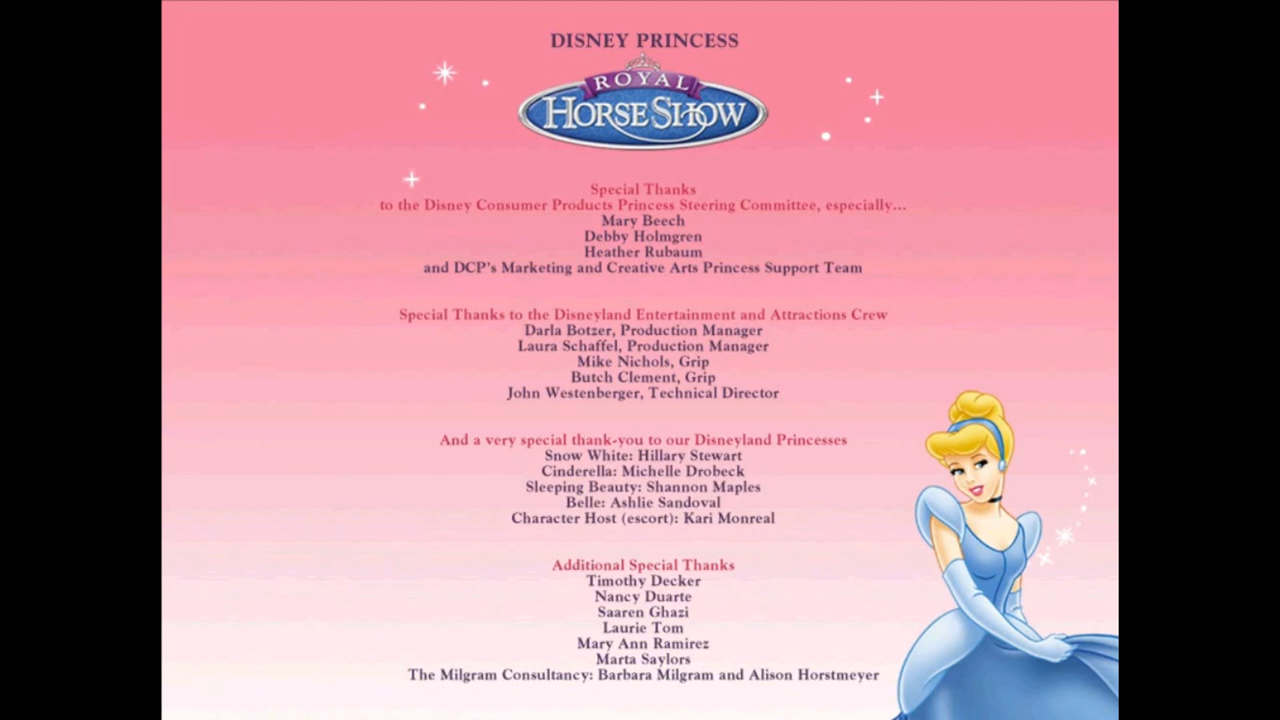 DISNEY PRINCESS
ROYAL
HORSE SHOW
Special Thanks
to the Disney Consumer Products Princess Steering Committee, especially...
Mary Beech
Debby Holmgren
Heather Rubaum
and DCP's Marketing and Creative Arts Princess Support Team
Special Thanks to the Disneyland Entertainment and Attractions Crew
Darla Botzer, Production Manager
Laura Schaffel, Production Manager
Mike Nichols, Grip
Butch Clement, Grip
John Westenberger, Technical Director
And a very special thank-you to our Disneyland Princesses
Snow White: Hillary Stewart
Cinderella: Michelle Drobeck
Sleeping Beauty: Shannon Maples
Belle: Ashlie Sandoval
Character Host (escort): Kari Monreal
Additional Special Thanks
Timothy Decker
Nancy Duarte
Saaren Ghazi
Laurie Tom
Mary Ann Ramirez
Marta Saylors
The Milgram Consultancy: Barbara Milgram and Alison Horstmeyer